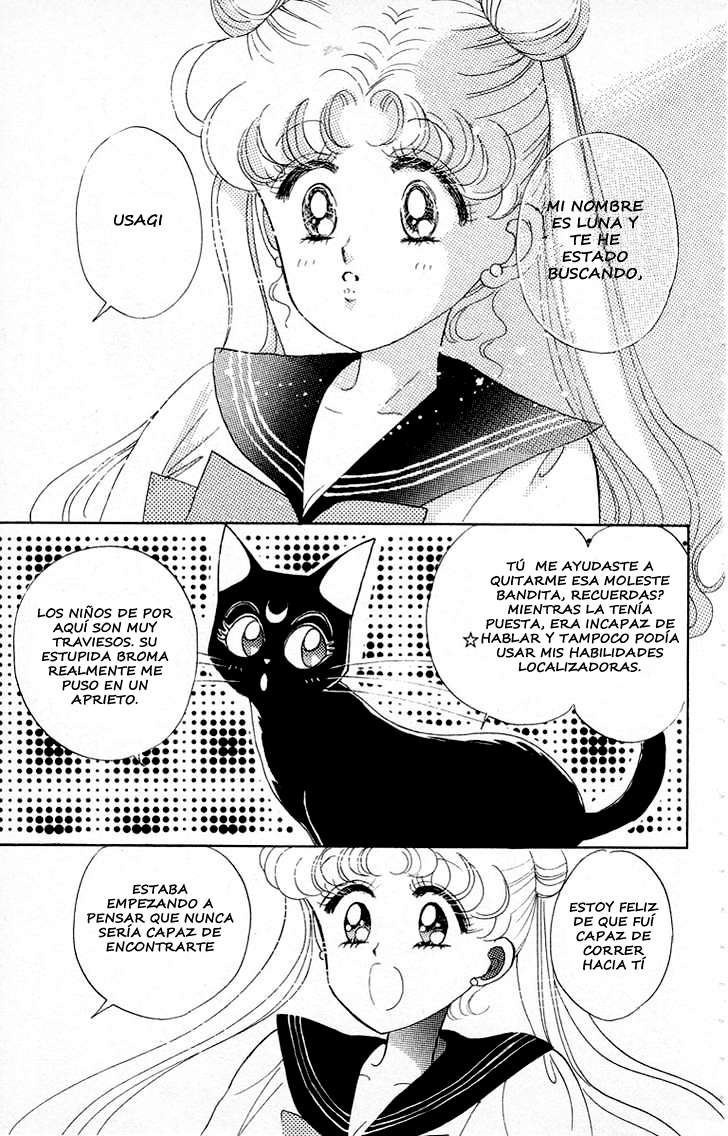 MI NOMBRE
ES LUNA Y
TE HE
ESTADO
BUSCANDO,
USAGI
TÚ ME AYUDASTE A
QUITARME ESA MOLESTE
BANDITA, RECUERDAS?
MIENTRAS LA TENÍA
PUESTA, ERA INCAPAZ DE
HABLAR Y TAMPOCO PODÍA
USAR MIS HABILIDADES
LOCALIZADORAS.
LOS NIÑOS DE POR
AQUÍ SON MUY
TRAVIESOS. SU
ESTUPIDA BROMA
REALMENTE ME
PUSO EN UN
APRIETO.
ESTOY FELIZ
DE QUE FUÍ
CAPAZ DE
CORRER
HACIA TÍ
ESTABA
EMPEZANDO A
PENSAR QUE NUNCA
SERÍA CAPAZ DE
ENCONTRARTE